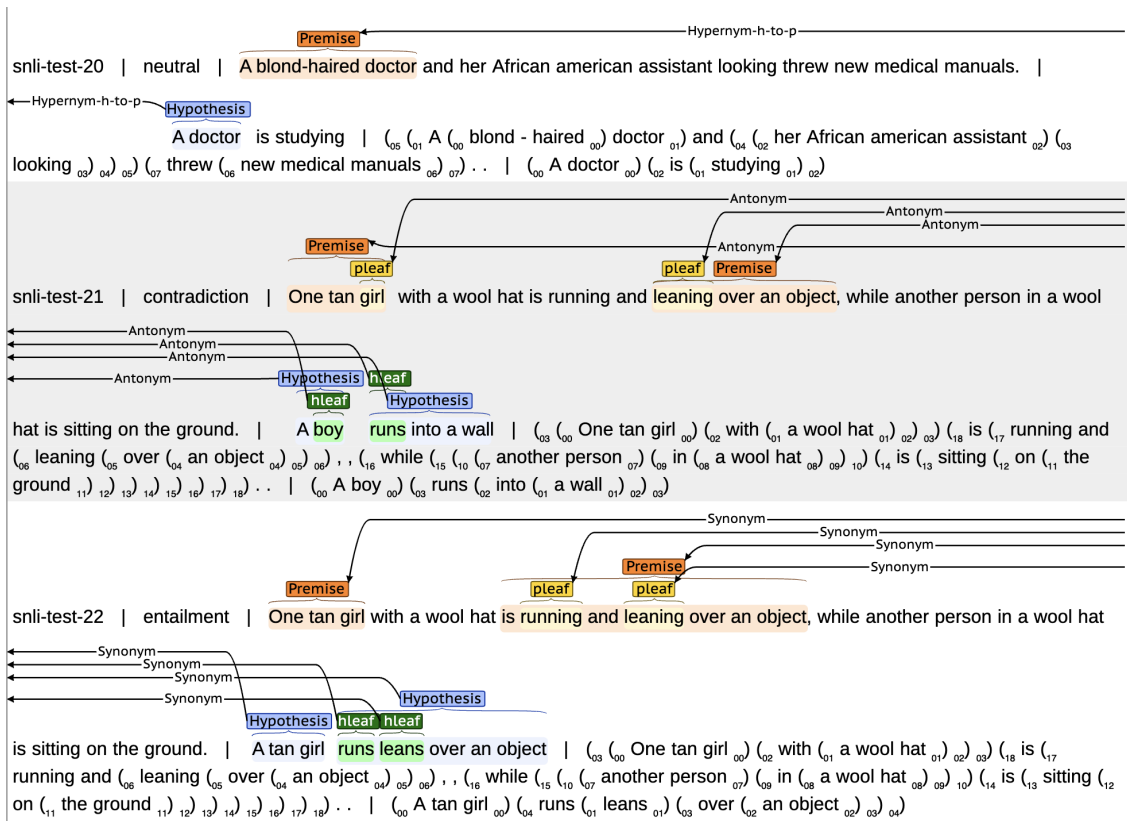 Hypernym-h-to-p
Premise
snli-test-20 | neutral | A blond-haired doctor and her African american assistant looking threw new medical manuals. |
Hypernym-h-to-p
Hypothesis
A doctor is studying | (05 (01 A (00 blond - haired 00) doctor 01) and (04 (02 her African american assistant 02) (03
looking 03) 04) 05) (07 threw (06 new medical manuals 06) 07) . . | (00 A doctor 00) (02 is (01 studying 01) 02)
Antonym
Antonym
Antonym
Premise Antonym
pleaf pleaf Premise
snli-test-21 | contradiction | One tan girl with a wool hat is running and leaning over an object, while another person in a wool
Antonym
Antonym
Antonym
Antonym Hypothesis hleaf
hleaf Hypothesis
hat is sitting on the ground. | A boy runs into a wall | (03 (00 One tan girl 00) (02 with (01 a wool hat 01) 02) 03) (18 is (17 running and
(06 leaning (05 over (04 an object 04) 05) 06) , , (16 while (15 (10 (07 another person 07) (09 in (08 a wool hat 08) 09) 10) (14 is (13 sitting (12 on (11 the
ground 11) 12) 13) 14) 15) 16) 17) 18) . . | (00 A boy 00) (03 runs (02 into (01 a wall 01) 02) 03)
Synonym
Synonym
Synonym
Premise Synonym
Premise pleaf pleaf
snli-test-22 | entailment | One tan girl with a wool hat is running and leaning over an object, while another person in a wool hat
Synonym
Synonym
Synonym
Synonym Hypothesis
Hypothesis hleaf hleaf
is sitting on the ground. | A tan girl runs leans over an object | (03 (00 One tan girl 00) (02 with (01 a wool hat 01) 02) 03) (18 is (17
running and (06 leaning (05 over (04 an object 04) 05) 06) , , (16 while (15 (10 (07 another person 07) (09 in (08 a wool hat 08) 09) 10) (14 is (13 sitting (12
on (11 the ground 11) 12) 13) 14) 15) 16) 17) 18) . . | (00 A tan girl 00) (04 runs (01 leans 01) (03 over (02 an object 02) 03) 04)